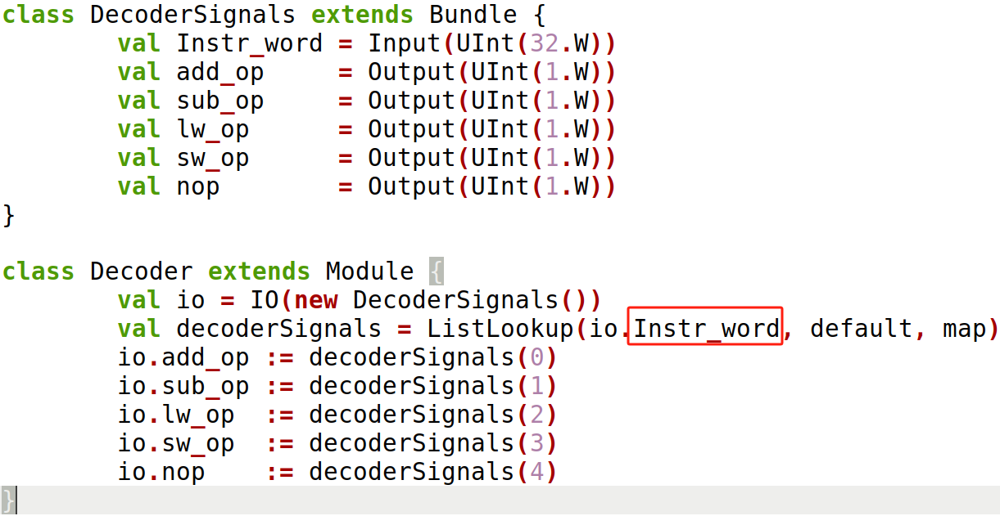 class DecoderSignals extends Bundle {
        val Instr_word = Input(UInt(32.W))
        val add_op     = Output(UInt(1.W))
        val sub_op     = Output(UInt(1.W))
        val lw_op      = Output(UInt(1.W))
        val sw_op      = Output(UInt(1.W))
        val nop        = Output(UInt(1.W))
}

class Decoder extends Module {
        val io = IO(new DecoderSignals())
        val decoderSignals = ListLookup(io.Instr_word, default, map)
        io.add_op := decoderSignals(0)
        io.sub_op := decoderSignals(1)
        io.lw_op  := decoderSignals(2)
        io.sw_op  := decoderSignals(3)
        io.nop    := decoderSignals(4)
}